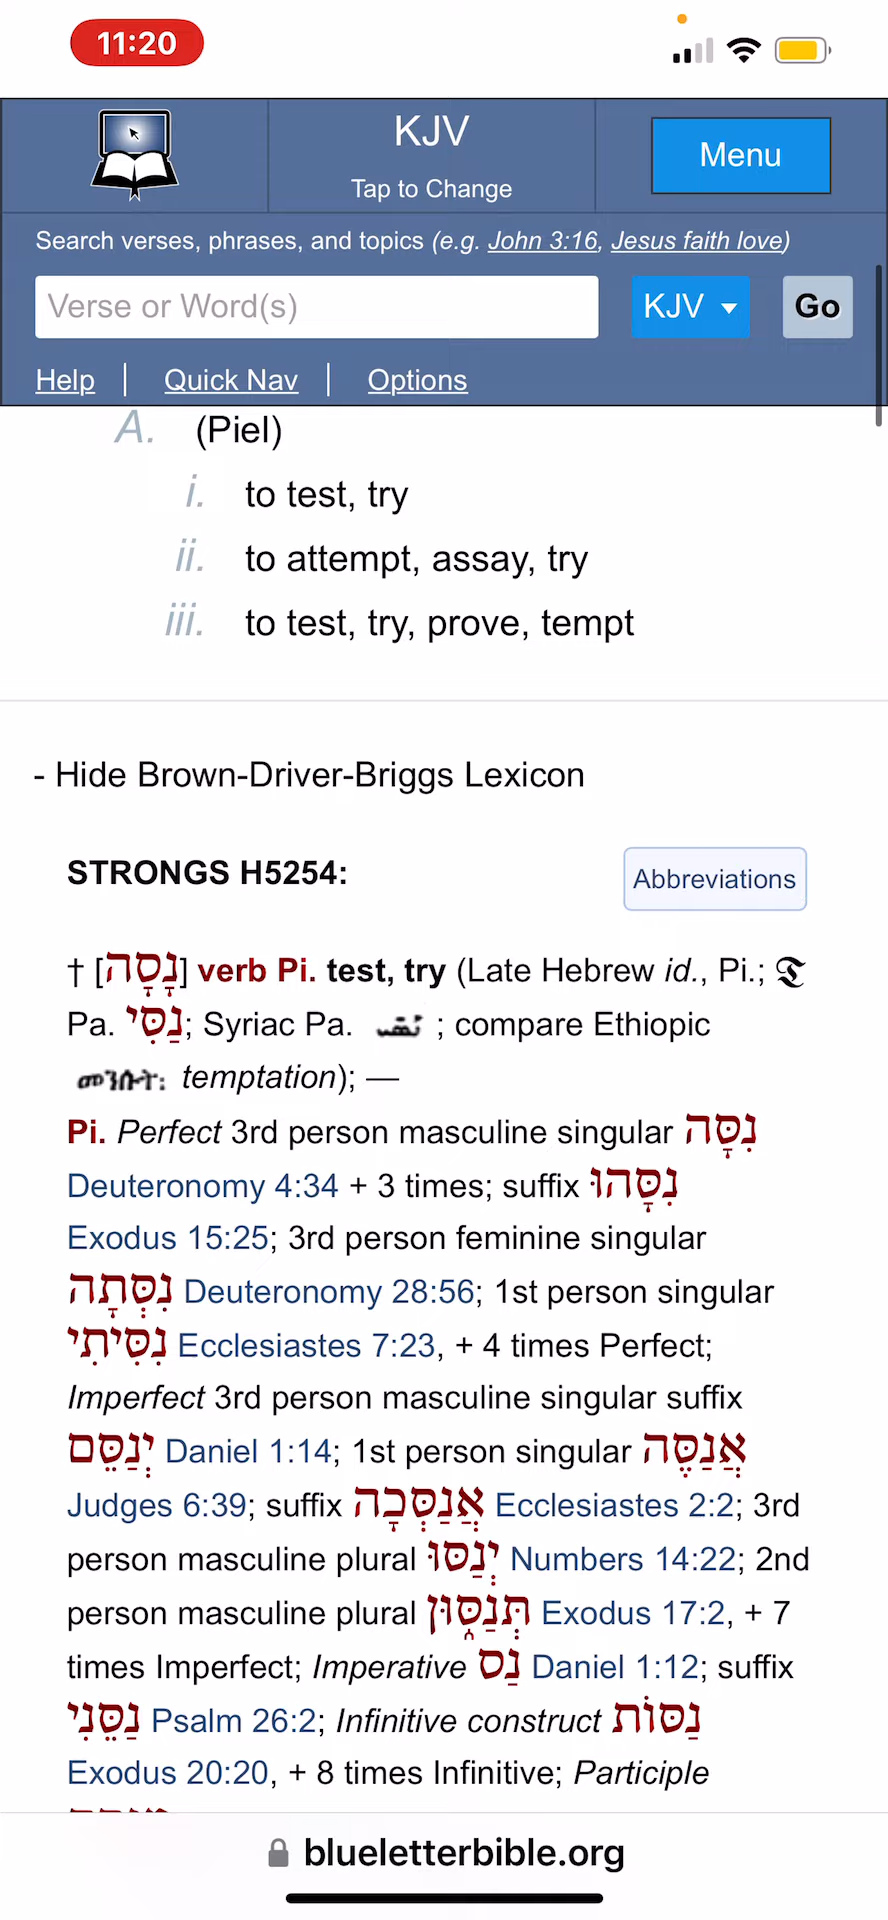 11:20
KJV
Tap to Change
Menu
Search verses, phrases, and topics (e.g. John 3:16, Jesus faith love)
Verse or Word(s)
KJV
Go
Help | Quick Nav | Options
A. (Piel)
i. to test, try
ii. to attempt, assay, try
iii. to test, try, prove, tempt
- Hide Brown-Driver-Briggs Lexicon
STRONGS H5254:
Abbreviations
† [נָסָה] verb Pi. test, try (Late Hebrew id., Pi.; 𝔗
Pa. נַסִּי; Syriac Pa. ; compare Ethiopic
temptation); —
Pi. Perfect 3rd person masculine singular נִסָּה
Deuteronomy 4:34 + 3 times; suffix נִסָּהוּ
Exodus 15:25; 3rd person feminine singular
נִסְּתָה Deuteronomy 28:56; 1st person singular
נִסִּיתִי Ecclesiastes 7:23, + 4 times Perfect;
Imperfect 3rd person masculine singular suffix
יְנַסֵּם Daniel 1:14; 1st person singular אֲנַסֶּה
Judges 6:39; suffix אֲנַסְּכָה Ecclesiastes 2:2; 3rd
person masculine plural יְנַסּוּ Numbers 14:22; 2nd
person masculine plural תְּנַסּ֖וּן Exodus 17:2, + 7
times Imperfect; Imperative נַס Daniel 1:12; suffix
נַסֵּנִי Psalm 26:2; Infinitive construct נַסּוֹת
Exodus 20:20, + 8 times Infinitive; Participle
blueletterbible.org